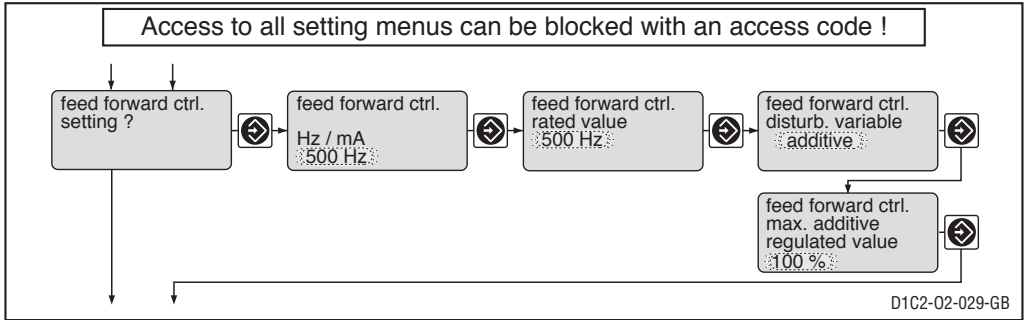 Access to all setting menus can be blocked with an access code !
feed forward ctrl.
setting ?
feed forward ctrl.
Hz / mA
500 Hz
feed forward ctrl.
rated value
500 Hz
feed forward ctrl.
disturb. variable
additive
feed forward ctrl.
max. additive
regulated value
100 %
D1C2-O2-029-GB